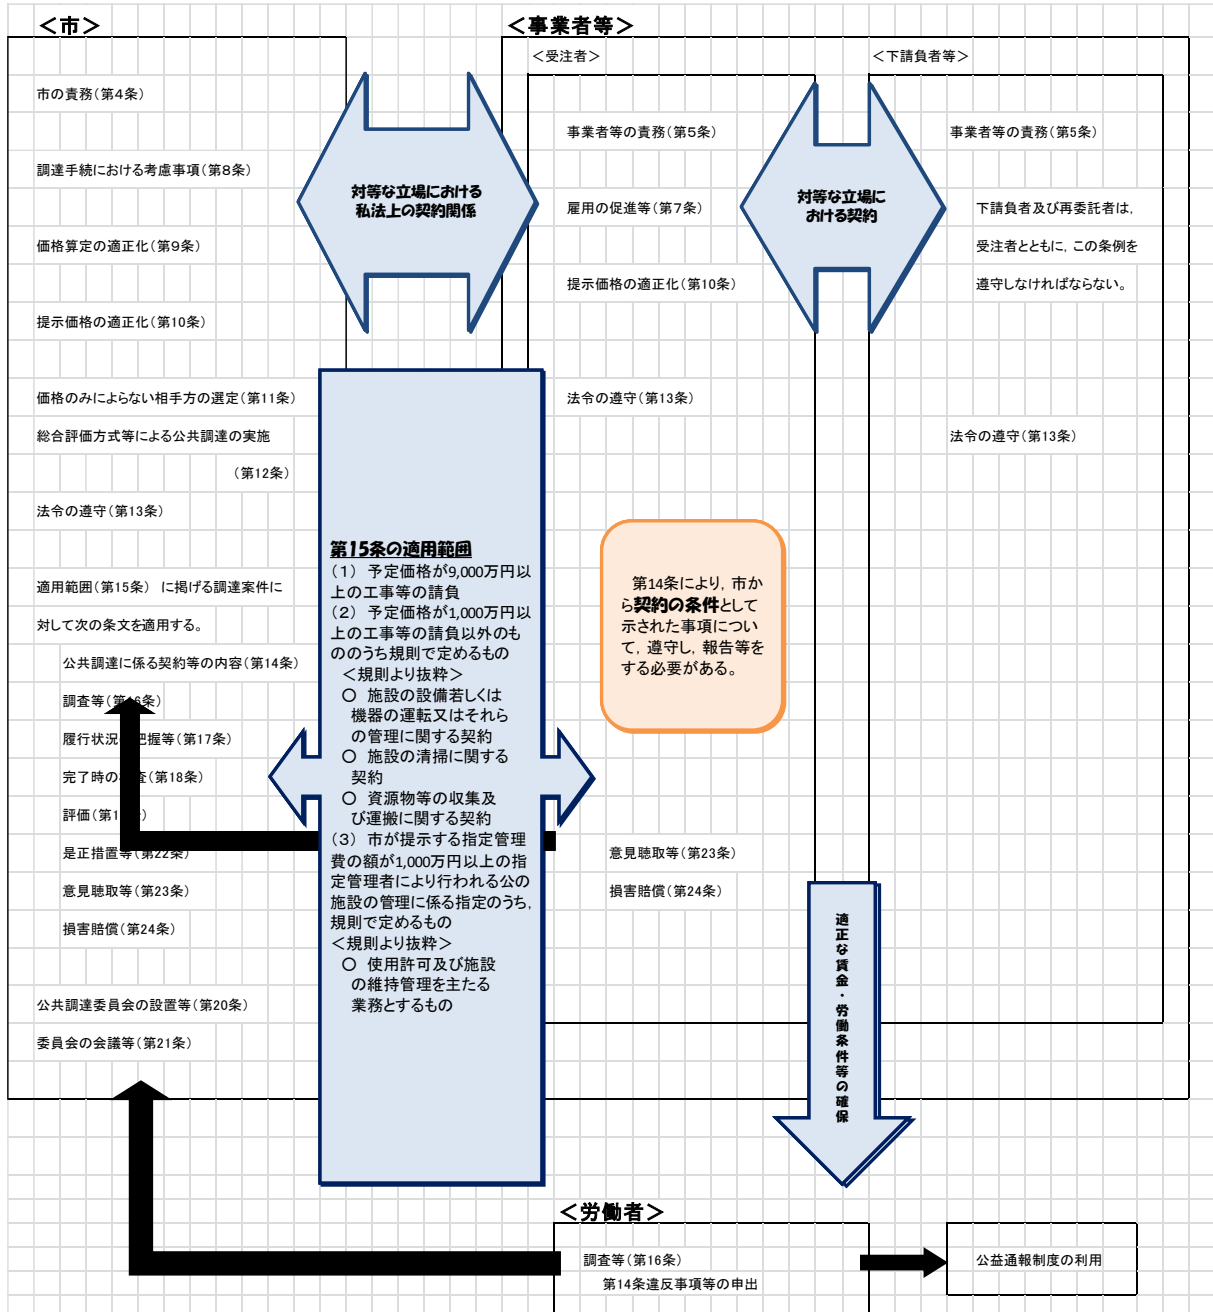 ＜市＞
市の責務（第４条）
調達手続における考慮事項（第８条）
価格算定の適正化（第９条）
提示価格の適正化（第10条）
価格のみによらない相手方の選定（第11条）
総合評価方式等による公共調達の実施
（第12条）
法令の遵守（第13条）
適用範囲（第15条）　に掲げる調達案件に
対して次の条文を適用する。
公共調達に係る契約等の内容（第14条）
調査等（第16条）
履行状況　把握等（第17条）
完了時の　査（第18条）
評価（第1
是正措置等（第22条）
意見聴取等（第23条）
損害賠償（第24条）
公共調達委員会の設置等（第20条）
委員会の会議等（第21条）
対等な立場における
私法上の契約関係
第15条の適用範囲
（１）　予定価格が9,000万円以
上の工事等の請負
（２）　予定価格が1,000万円以
上の工事等の請負以外のも
ののうち規則で定めるもの
＜規則より抜粋＞
○　施設の設備若しくは
機器の運転又はそれら
の管理に関する契約
○　施設の清掃に関する
契約
○　資源物等の収集及
び運搬に関する契約
（３）　市が提示する指定管理
費の額が1,000万円以上の指
定管理者により行われる公の
施設の管理に係る指定のうち，
規則で定めるもの
＜規則より抜粋＞
○　使用許可及び施設
の維持管理を主たる
業務とするもの
＜事業者等＞
＜受注者＞
事業者等の責務（第５条）
雇用の促進等（第７条）
提示価格の適正化（第10条）
法令の遵守（第13条）
第14条により，市か
ら契約の条件として
示された事項につい
て，遵守し，報告等を
する必要がある。
意見聴取等（第23条）
損害賠償（第24条）
対等な立場に
おける契約
＜下請負者等＞
事業者等の責務（第5条）
下請負者及び再委託者は，
受注者とともに，この条例を
遵守しなければならない。
法令の遵守（第13条）
適正な賃金・労働条件等の確保
＜労働者＞
調査等（第16条）
第14条違反事項等の申出
公益通報制度の利用